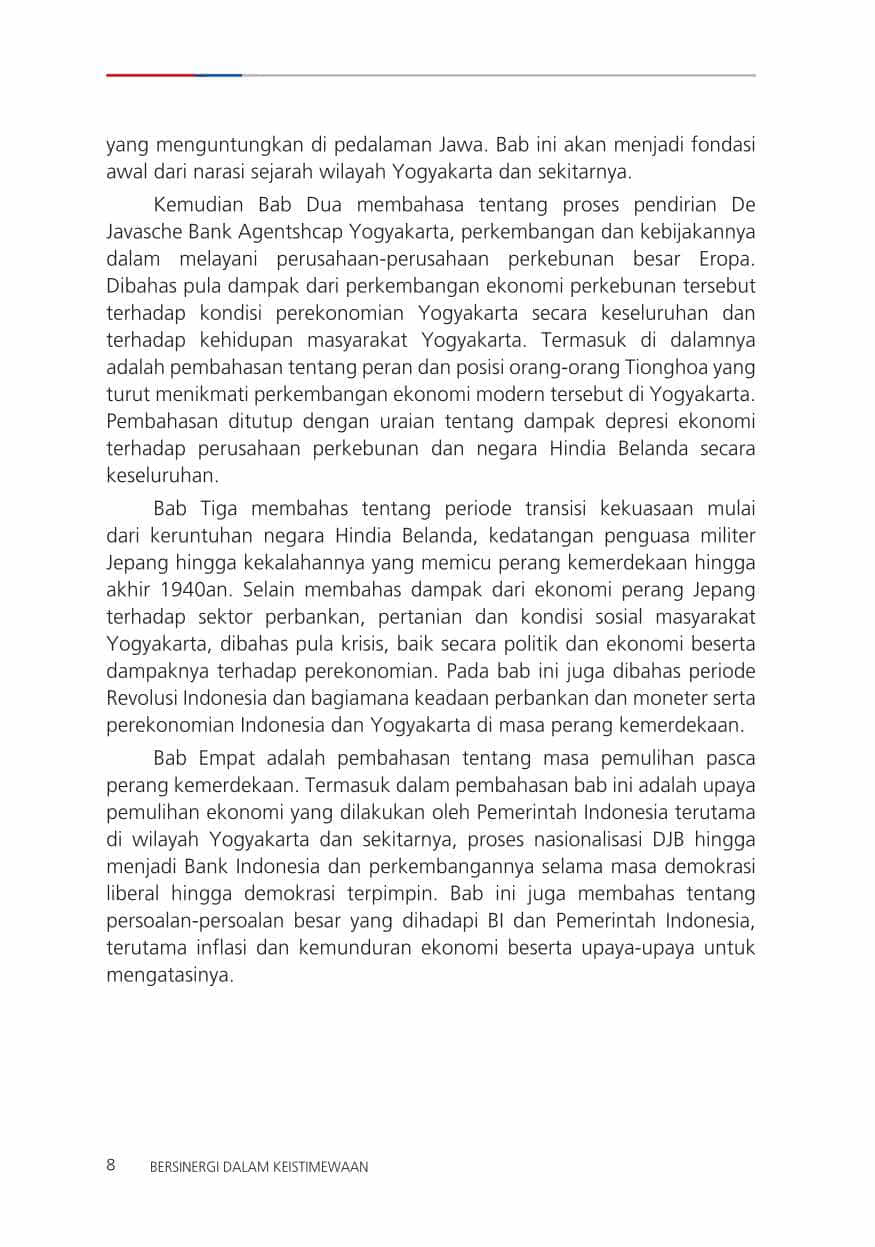 yang menguntungkan di pedalaman Jawa. Bab ini akan menjadi fondasi
awal dari narasi sejarah wilayah Yogyakarta dan sekitarnya.
Kemudian Bab Dua membahasa tentang proses pendirian De
Javasche Bank Agentshcap Yogyakarta, perkembangan dan kebijakannya
dalam melayani perusahaan-perusahaan perkebunan besar Eropa.
Dibahas pula dampak dari perkembangan ekonomi perkebunan tersebut
terhadap kondisi perekonomian Yogyakarta secara keseluruhan dan
terhadap kehidupan masyarakat Yogyakarta. Termasuk di dalamnya
adalah pembahasan tentang peran dan posisi orang-orang Tionghoa yang
turut menikmati perkembangan ekonomi modern tersebut di Yogyakarta.
Pembahasan ditutup dengan uraian tentang dampak depresi ekonomi
terhadap perusahaan perkebunan dan negara Hindia Belanda secara
keseluruhan.
Bab Tiga membahas tentang periode transisi kekuasaan mulai
dari keruntuhan negara Hindia Belanda, kedatangan penguasa militer
Jepang hingga kekalahannya yang memicu perang kemerdekaan hingga
akhir 1940an. Selain membahas dampak dari ekonomi perang Jepang
terhadap sektor perbankan, pertanian dan kondisi sosial masyarakat
Yogyakarta, dibahas pula krisis, baik secara politik dan ekonomi beserta
dampaknya terhadap perekonomian. Pada bab ini juga dibahas periode
Revolusi Indonesia dan bagiamana keadaan perbankan dan moneter serta
perekonomian Indonesia dan Yogyakarta di masa perang kemerdekaan.
Bab Empat adalah pembahasan tentang masa pemulihan pasca
perang kemerdekaan. Termasuk dalam pembahasan bab ini adalah upaya
pemulihan ekonomi yang dilakukan oleh Pemerintah Indonesia terutama
di wilayah Yogyakarta dan sekitarnya, proses nasionalisasi DJB hingga
menjadi Bank Indonesia dan perkembangannya selama masa demokrasi
liberal hingga demokrasi terpimpin. Bab ini juga membahas tentang
persoalan-persoalan besar yang dihadapi BI dan Pemerintah Indonesia,
terutama inflasi dan kemunduran ekonomi beserta upaya-upaya untuk
mengatasinya.
8 BERSINERGI DALAM KEISTIMEWAAN